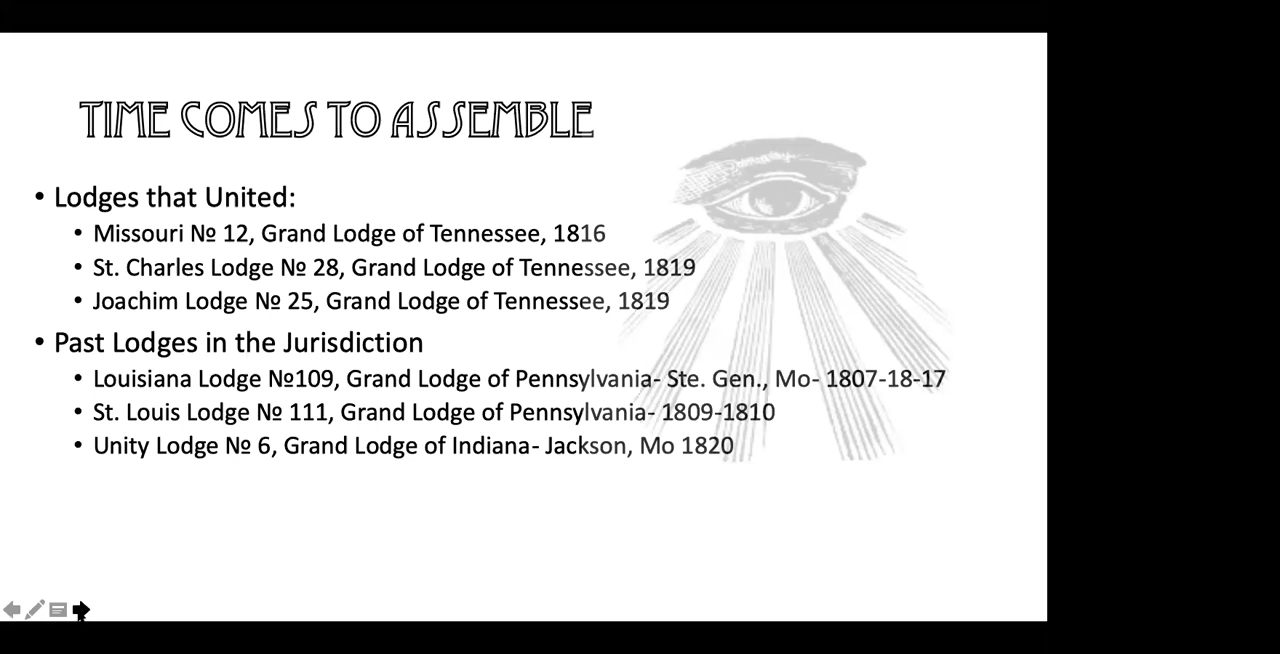 TIME COMES TO ASSEMBLE
• Lodges that United:
• Missouri № 12, Grand Lodge of Tennessee, 1816
• St. Charles Lodge № 28, Grand Lodge of Tennessee, 1819
• Joachim Lodge № 25, Grand Lodge of Tennessee, 1819
• Past Lodges in the Jurisdiction
• Louisiana Lodge №109, Grand Lodge of Pennsylvania- Ste. Gen., Mo- 1807-18-17
• St. Louis Lodge № 111, Grand Lodge of Pennsylvania- 1809-1810
• Unity Lodge № 6, Grand Lodge of Indiana- Jackson, Mo 1820